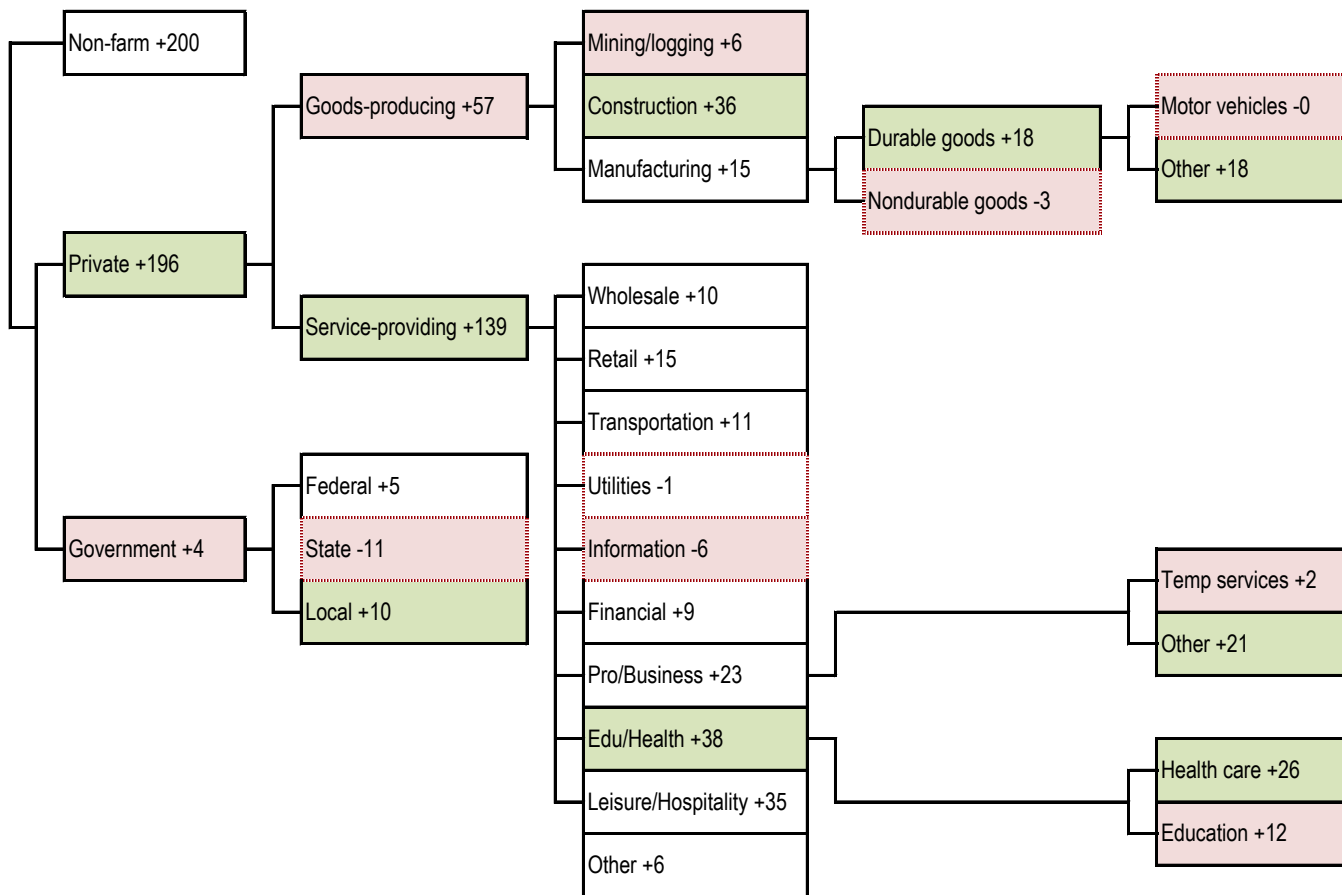 Non-farm +200
Private +196
Government +4
Goods-producing +57
Service-providing +139
Federal +5
State -11
Local +10
Mining/logging +6
Construction +36
Manufacturing +15
Wholesale +10
Retail +15
Transportation +11
Utilities -1
Information -6
Financial +9
Pro/Business +23
Edu/Health +38
Leisure/Hospitality +35
Other +6
Durable goods +18
Nondurable goods -3
Motor vehicles -0
Other +18
Temp services +2
Other +21
Health care +26
Education +12